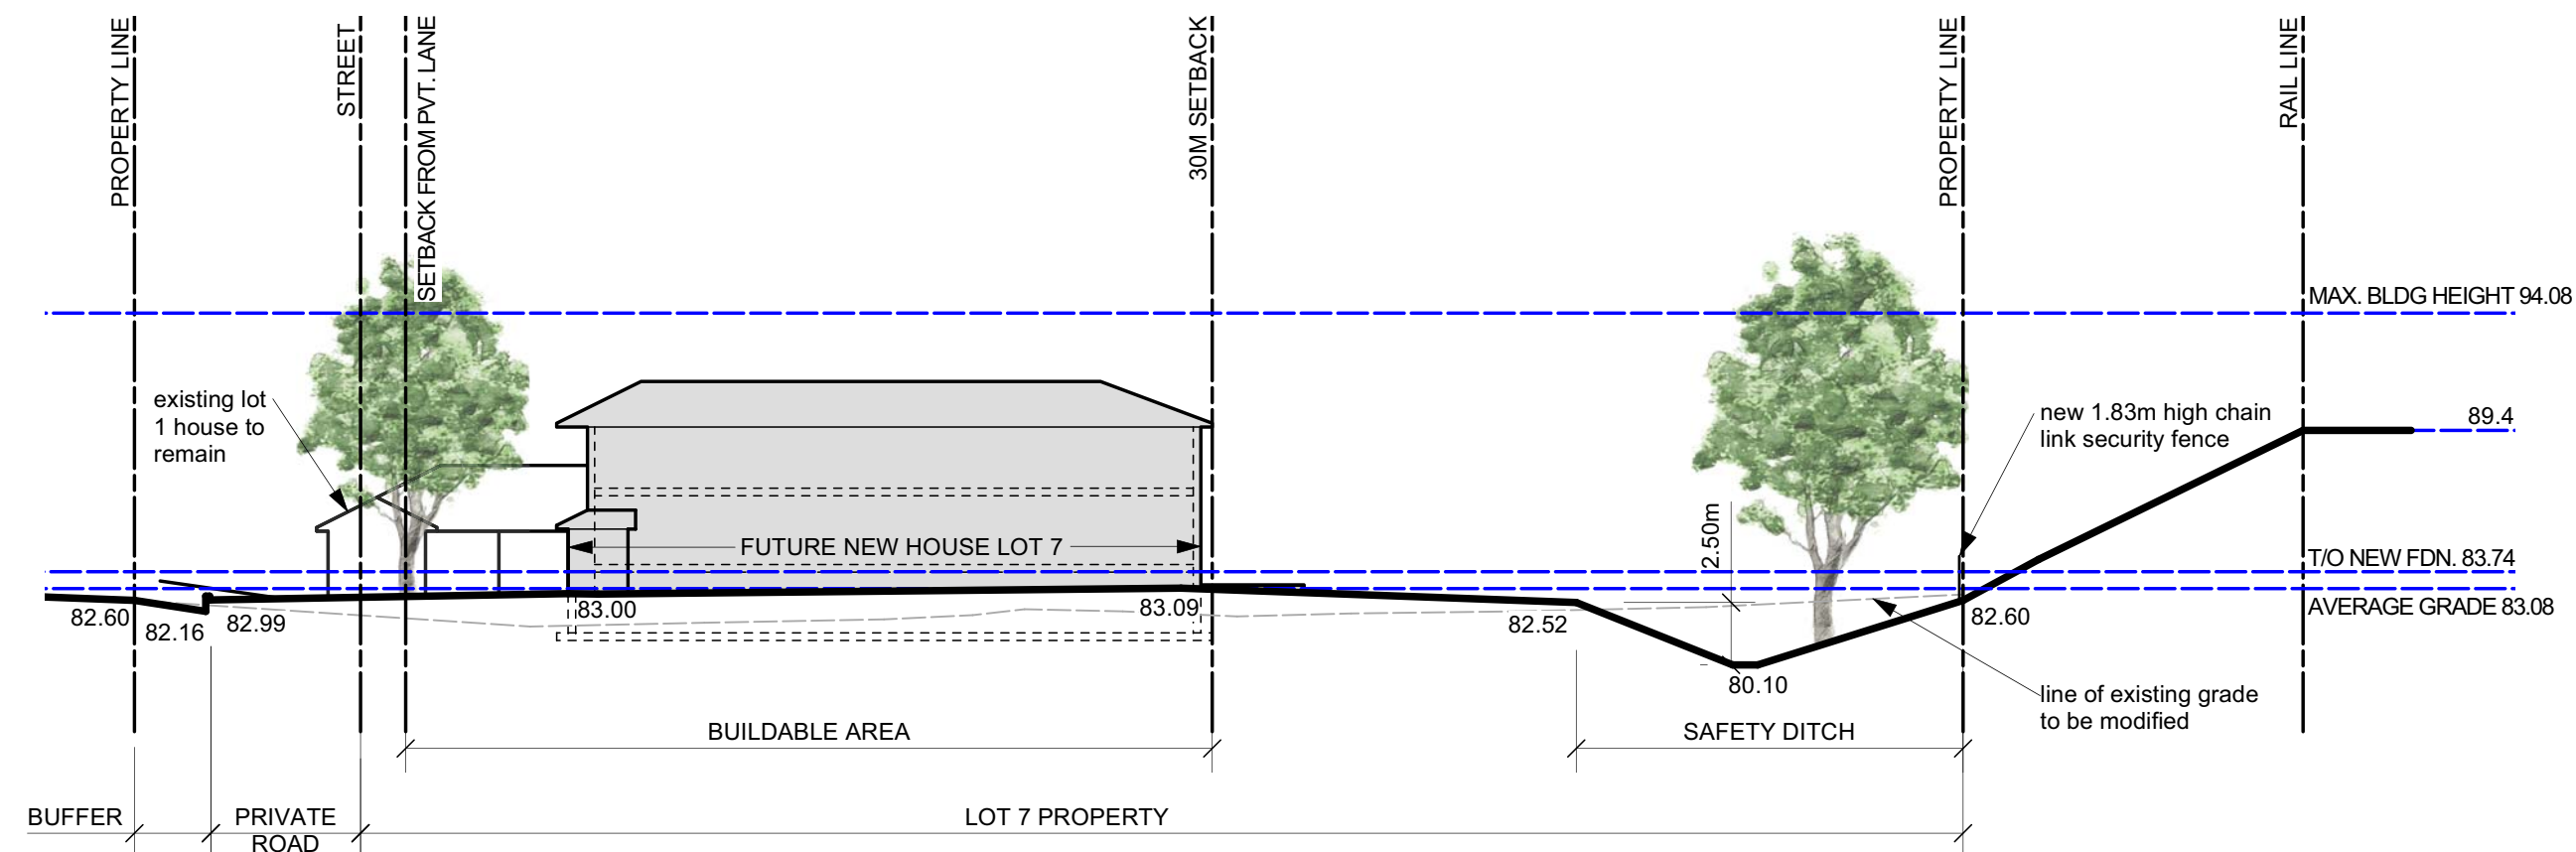 PROPERTY LINE
STREET
SETBACK FROM PVT. LANE
30M SETBACK
PROPERTY LINE
RAIL LINE
MAX. BLDG HEIGHT 94.08
existing lot
1 house to
remain
new 1.83m high chain
link security fence
89.4
2.50m
FUTURE NEW HOUSE LOT 7
T/O NEW FDN. 83.74
AVERAGE GRADE 83.08
82.60
82.16
82.99
83.00
83.09
82.52
82.60
80.10
line of existing grade
to be modified
BUILDABLE AREA
SAFETY DITCH
BUFFER
PRIVATE
ROAD
LOT 7 PROPERTY